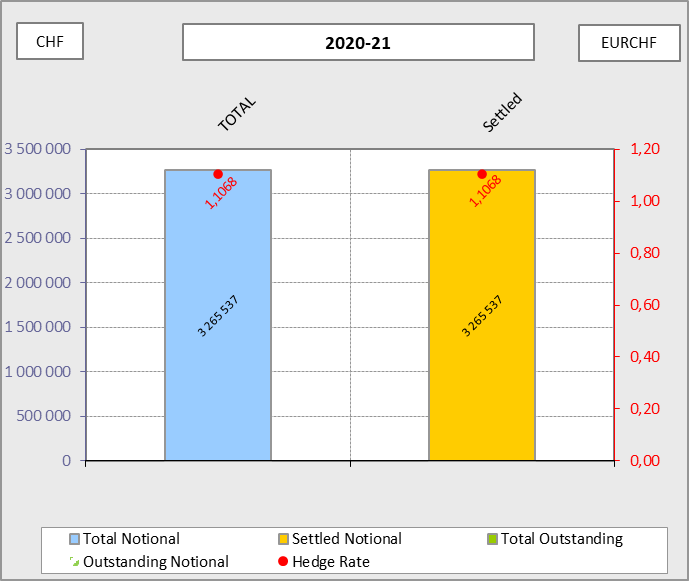 CHF
2020-21
EURCHF
TOTAL
Settled
3 500 000
3 000 000
2 500 000
2 000 000
1 500 000
1 000 000
500 000
0
1,1068
1,1068
3 265 537
3 265 537
1,20
1,00
0,80
0,60
0,40
0,20
0,00
Total Notional
Settled Notional
Total Outstanding
Outstanding Notional
Hedge Rate